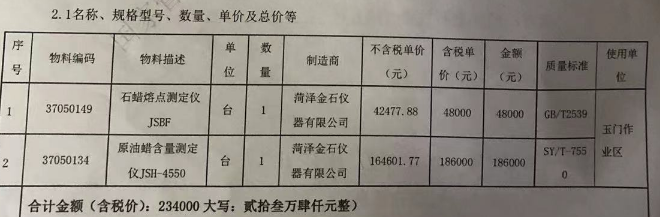 2.1名称、规格型号、数量、单价及总价等
序号 物料编码 物料描述 单位 数量 制造商 不含税单价（元） 含税单价（元） 金额（元） 质量标准 使用单位
1 37050149 石蜡熔点测定仪JSBF 台 1 菏泽金石仪器有限公司 42477.88 48000 48000 GB/T2539 玉门作业区
2 37050134 原油蜡含量测定仪JSH-4550 台 1 菏泽金石仪器有限公司 164601.77 186000 186000 SY/T-7550
合计金额（含税价）：234000大写：贰拾叁万肆仟元整）